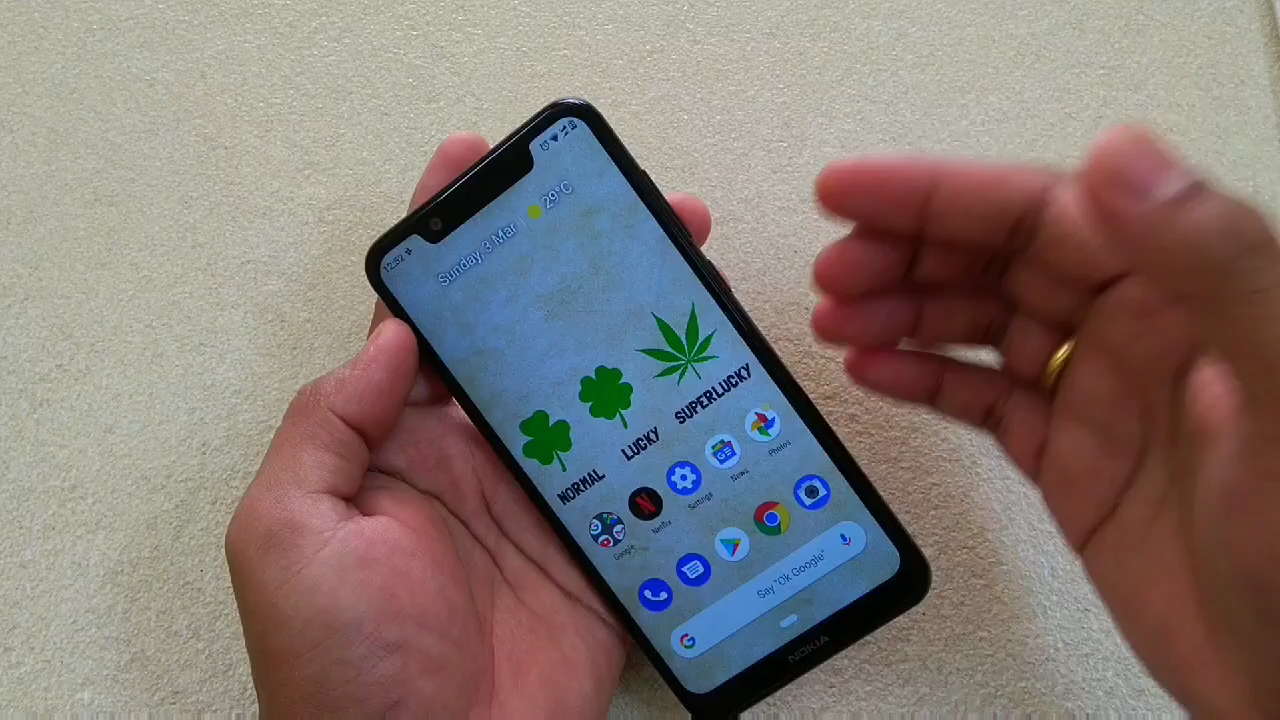 12:52
Sunday, 3 Mar | 29°C
NORMAL
LUCKY
SUPERLUCKY
Google
Netflix
Settings
News
Photos
Say "Ok Google"
NOKIA